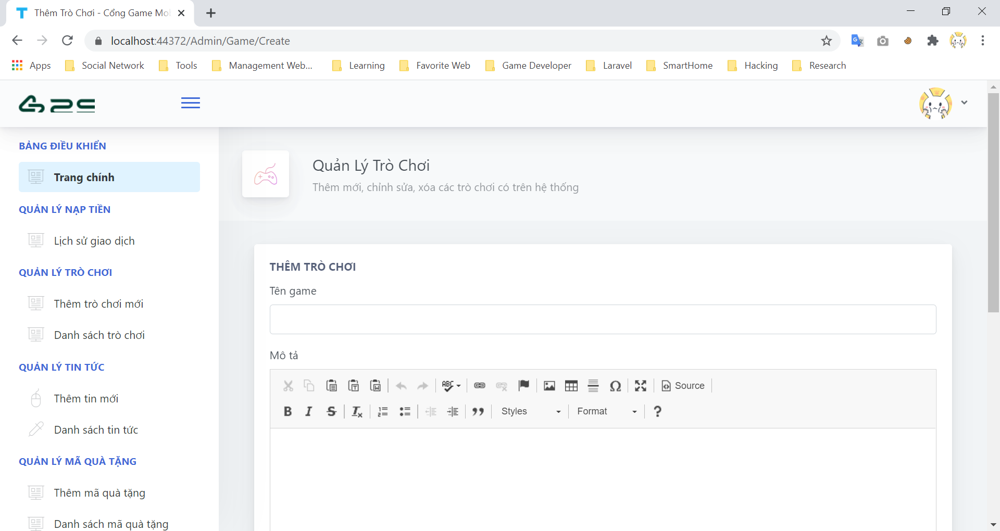 Thêm Trò Chơi - Cổng Game Mo
localhost:44372/Admin/Game/Create
Apps Social Network Tools Management Web... Learning Favorite Web Game Developer Laravel SmartHome Hacking Research
BẢNG ĐIỀU KHIỂN
Trang chính
QUẢN LÝ NẠP TIỀN
Lịch sử giao dịch
QUẢN LÝ TRÒ CHƠI
Thêm trò chơi mới
Danh sách trò chơi
QUẢN LÝ TIN TỨC
Thêm tin mới
Danh sách tin tức
QUẢN LÝ MÃ QUÀ TẶNG
Thêm mã quà tặng
Danh sách mã quà tặng
Quản Lý Trò Chơi
Thêm mới, chỉnh sửa, xóa các trò chơi có trên hệ thống
THÊM TRÒ CHƠI
Tên game
Mô tả
ABC Source
Styles Format